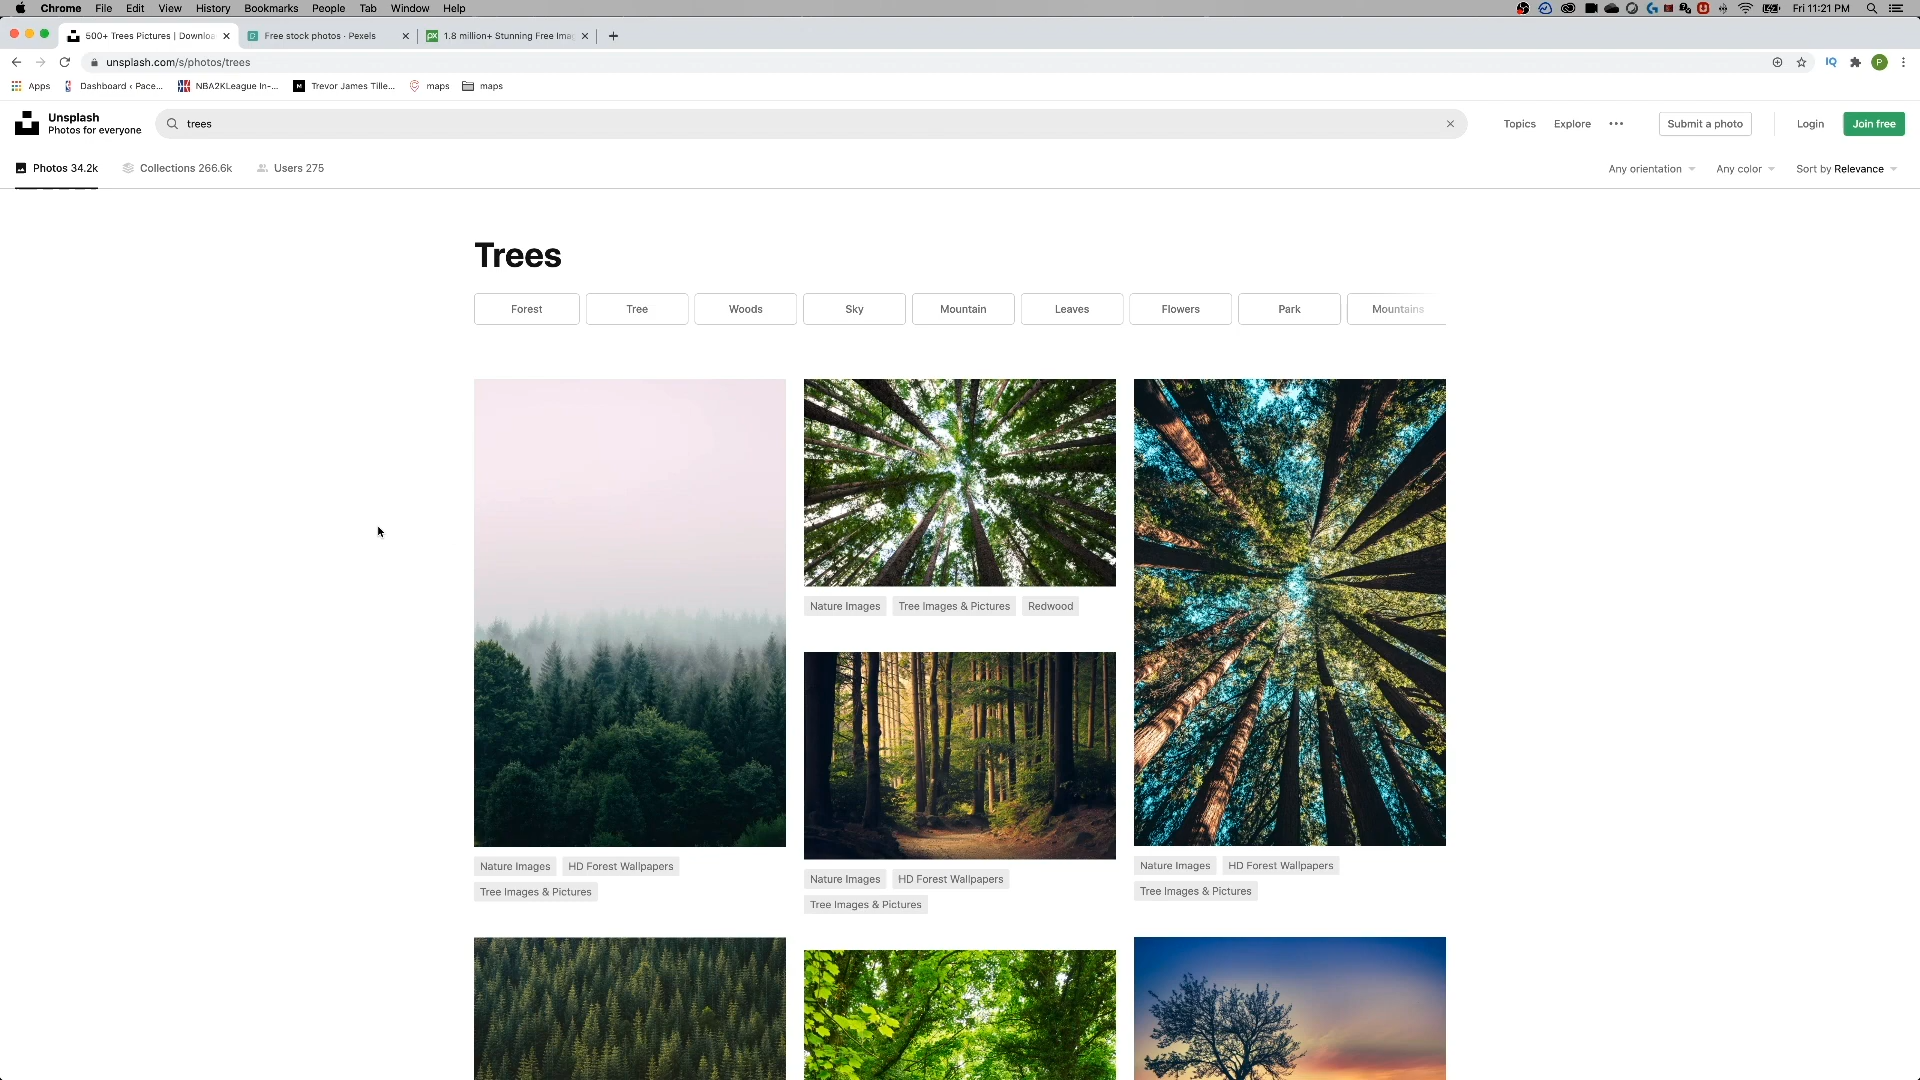 Chrome File Edit View History Bookmarks People Tab Window Help
Fri 11:21 PM
500+ Trees Pictures | Downloa
Free stock photos · Pexels
1.8 million+ Stunning Free Imag
unsplash.com/s/photos/trees
Apps
Dashboard ‹ Pace...
NBA2KLeague In-...
Trevor James Tille...
maps
maps
Unsplash
Photos for everyone
trees
Topics
Explore
Submit a photo
Login
Join free
Photos 34.2k
Collections 266.6k
Users 275
Any orientation
Any color
Sort by Relevance
Trees
Forest
Tree
Woods
Sky
Mountain
Leaves
Flowers
Park
Mountains
Nature Images
Tree Images & Pictures
Redwood
Nature Images
HD Forest Wallpapers
Tree Images & Pictures
Nature Images
HD Forest Wallpapers
Tree Images & Pictures
Nature Images
HD Forest Wallpapers
Tree Images & Pictures